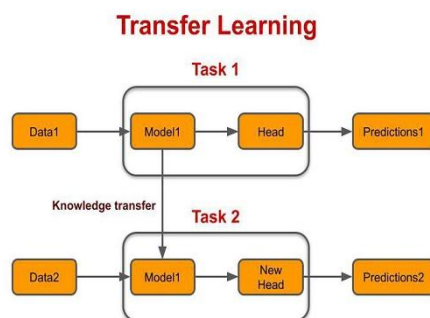 Transfer Learning
Task 1
Data1
Model1
Head
Predictions1
Knowledge transfer
Task 2
Data2
Model1
New
Head
Predictions2